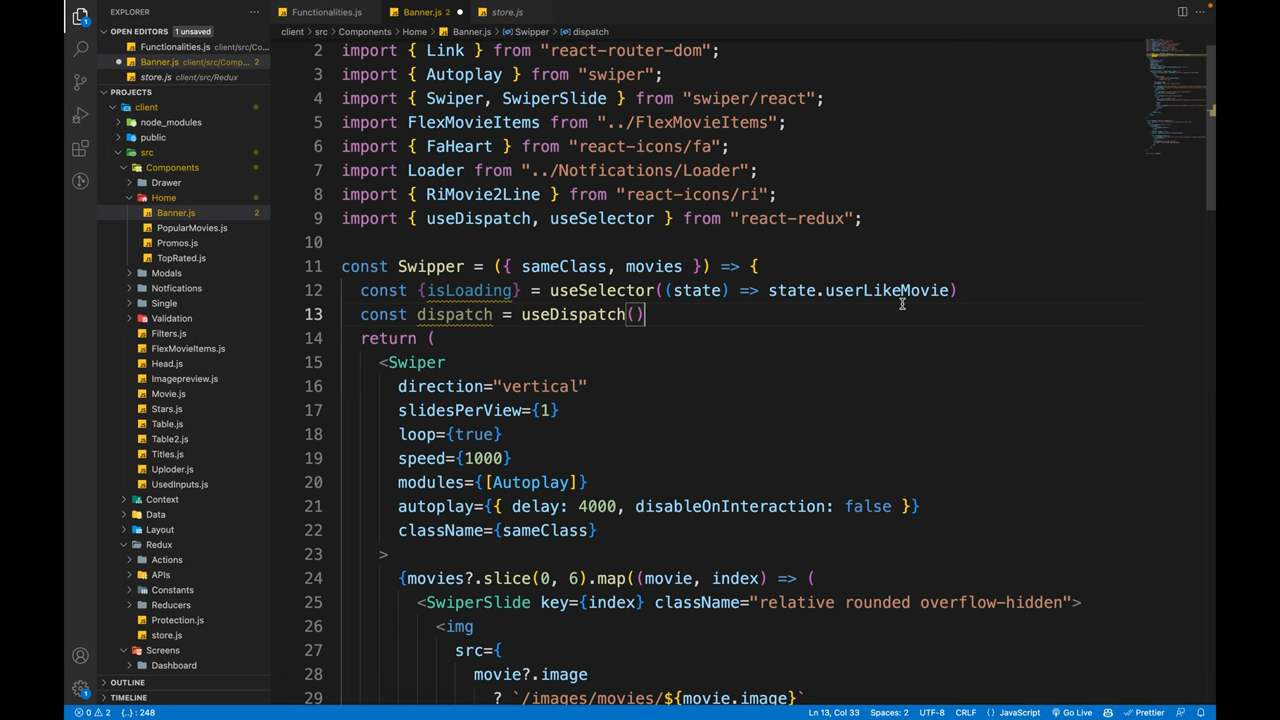 EXPLORER
OPEN EDITORS 1 unsaved
Functionalities.js client/src/Co...
Banner.js client/src/Comp... 2
store.js client/src/Redux
PROJECTS
client
node_modules
public
src
Components
Drawer
Home
Banner.js 2
PopularMovies.js
Promos.js
TopRated.js
Modals
Notfications
Single
Validation
Filters.js
FlexMovieItems.js
Head.js
Imagepreview.js
Movie.js
Stars.js
Table.js
Table2.js
Titles.js
Uploder.js
UsedInputs.js
Context
Data
Layout
Redux
Actions
APIs
Constants
Reducers
Protection.js
store.js
Screens
Dashboard
OUTLINE
TIMELINE
Functionalities.js Banner.js store.js
client > src > Components > Home > Banner.js > Swipper > dispatch
2 import { Link } from "react-router-dom";
3 import { Autoplay } from "swiper";
4 import { Swiper, SwiperSlide } from "swiper/react";
5 import FlexMovieItems from "../FlexMovieItems";
6 import { FaHeart } from "react-icons/fa";
7 import Loader from "../Notfications/Loader";
8 import { RiMovie2Line } from "react-icons/ri";
9 import { useDispatch, useSelector } from "react-redux";
10
11 const Swipper = ({ sameClass, movies }) => {
12 const {isLoading} = useSelector((state) => state.userLikeMovie)
13 const dispatch = useDispatch()
14 return (
15 <Swiper
16 direction="vertical"
17 slidesPerView={1}
18 loop={true}
19 speed={1000}
20 modules={[Autoplay]}
21 autoplay={{ delay: 4000, disableOnInteraction: false }}
22 className={sameClass}
23 >
24 {movies?.slice(0, 6).map((movie, index) => (
25 <SwiperSlide key={index} className="relative rounded overflow-hidden">
26 <img
27 src={
28 movie?.image
29 ? `/images/movies/${movie.image}`
0 2 {..} : 248 Ln 13, Col 33 Spaces: 2 UTF-8 CRLF {} JavaScript Go Live Prettier